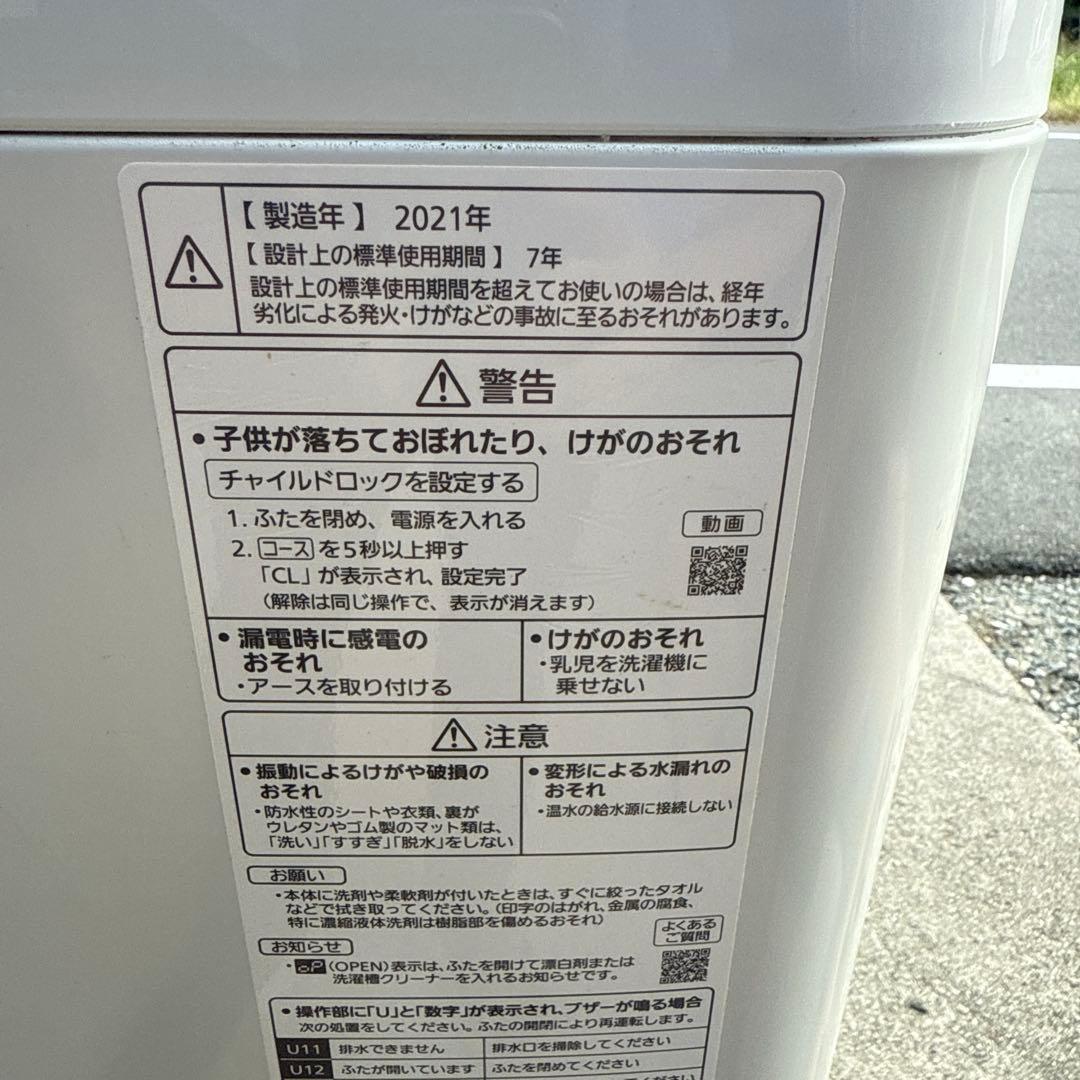 【製造年】 2021年
【設計上の標準使用期間】 7年
設計上の標準使用期間を超えてお使いの場合は、経年
劣化による発火・けがなどの事故に至るおそれがあります。
警告
・子供が落ちておぼれたり、けがのおそれ
チャイルドロックを設定する
1. ふたを閉め、電源を入れる
2. コースを5秒以上押す
「CL」が表示され、設定完了
(解除は同じ操作で、表示が消えます)
動画
・漏電時に感電の
おそれ
・アースを取り付ける
・けがのおそれ
・乳児を洗濯機に
乗せない
注意
・振動によるけがや破損の
おそれ
・防水性のシートや衣類、裏が
ウレタンやゴム製のマット類は、
「洗い」「すすぎ」「脱水」をしない
・変形による水漏れの
おそれ
・温水の給水源に接続しない
お願い
・本体に洗剤や柔軟剤が付いたときは、すぐに絞ったタオル
などで拭き取ってください。(印字のはがれ、金属の腐食、
特に濃縮液体洗剤は樹脂部を傷めるおそれ)
よくある
ご質問
お知らせ
・oP(OPEN)表示は、ふたを開けて漂白剤または
洗濯槽クリーナーを入れるお知らせです。
・操作部に「U」と「数字」が表示され、ブザーが鳴る場合
次の処置をしてください。ふたの開閉により再運転します。
U11 排水できません 排水口を掃除してください
U12 ふたが開いています ふたを閉めてください